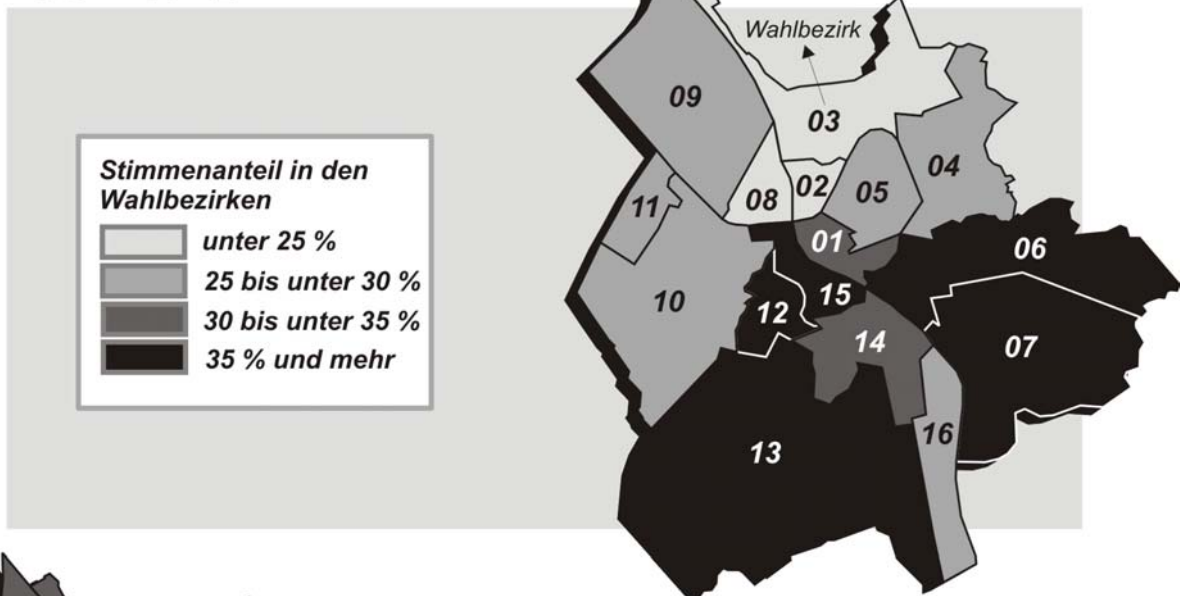 Wahlbezirk
09
03
04
11
08
02
05
01
06
10
12
15
14
07
13
16
Stimmenanteil in den
Wahlbezirken
unter 25 %
25 bis unter 30 %
30 bis unter 35 %
35 % und mehr